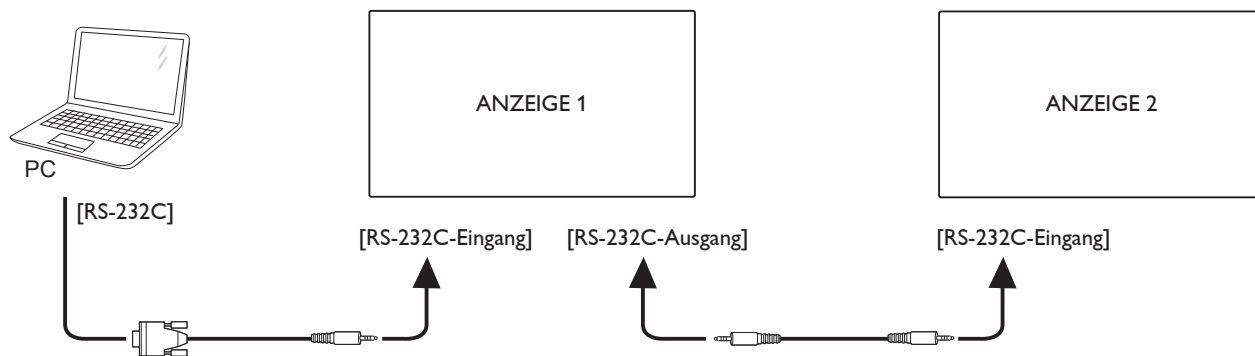 ANZEIGE 1
ANZEIGE 2
PC
[RS-232C]
[RS-232C-Eingang]
[RS-232C-Ausgang]
[RS-232C-Eingang]